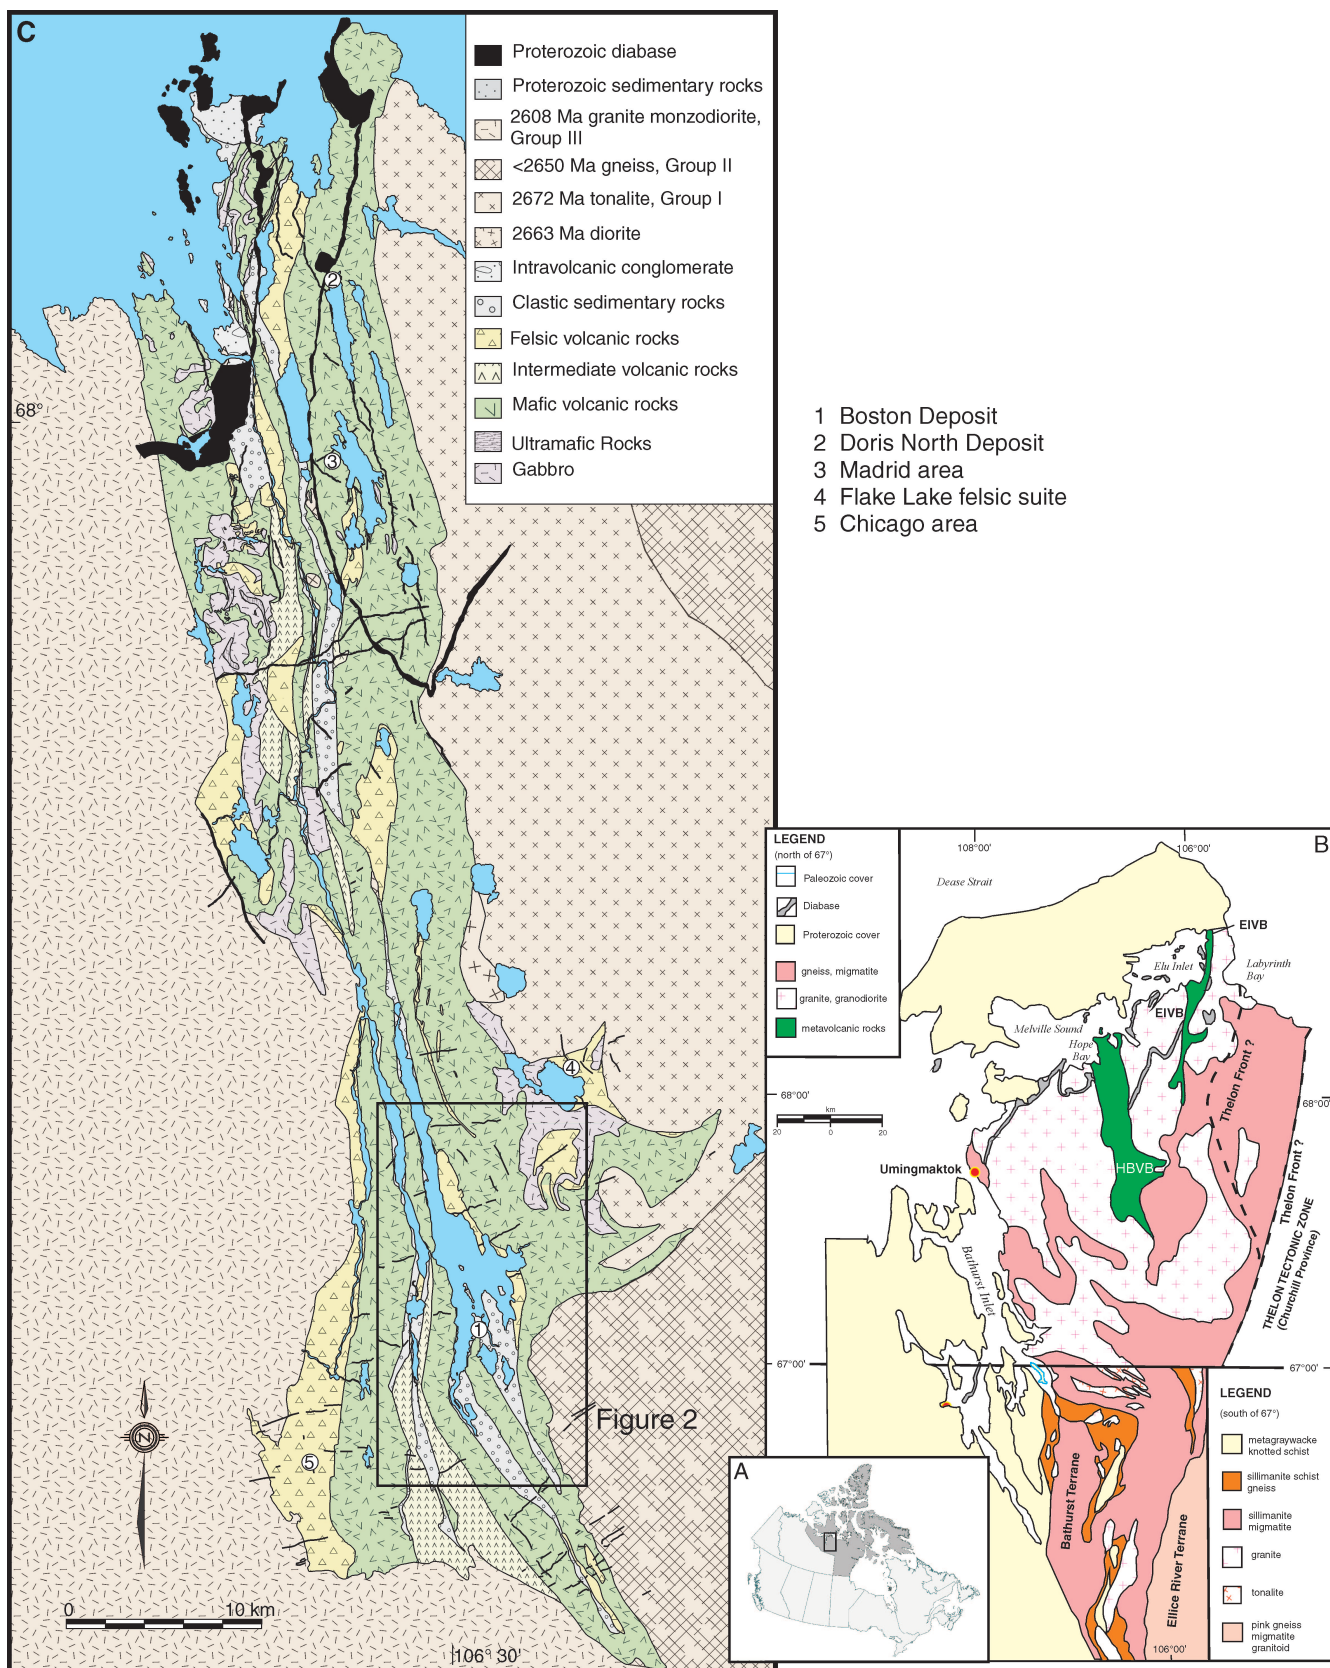 C
Proterozoic diabase
Proterozoic sedimentary rocks
2608 Ma granite monzodiorite,
Group III
<2650 Ma gneiss, Group II
2672 Ma tonalite, Group I
2663 Ma diorite
Intravolcanic conglomerate
Clastic sedimentary rocks
Felsic volcanic rocks
Intermediate volcanic rocks
Mafic volcanic rocks
Ultramafic Rocks
Gabbro
68°
2
3
4
1
5
Figure 2
N
0 10 km
106° 30'
1 Boston Deposit
2 Doris North Deposit
3 Madrid area
4 Flake Lake felsic suite
5 Chicago area
B
LEGEND
(north of 67°)
Paleozoic cover
Diabase
Proterozoic cover
gneiss, migmatite
granite, granodiorite
metavolcanic rocks
108°00'
106°00'
Dease Strait
EIVB
Elu Inlet
Labyrinth
Bay
EIVB
Melville Sound
Hope
Bay
68°00'
68°00'
km
20 0 20
Thelon Front ?
HBVB
Umingmaktok
Thelon Front ?
THELON TECTONIC ZONE
(Churchill Province)
Bathurst Inlet
67°00'
67°00'
LEGEND
(south of 67°)
metagraywacke
knotted schist
sillimanite schist
gneiss
sillimanite
migmatite
granite
tonalite
pink gneiss
migmatite
granitoid
Bathurst Terrane
Ellice River Terrane
106°00'
A